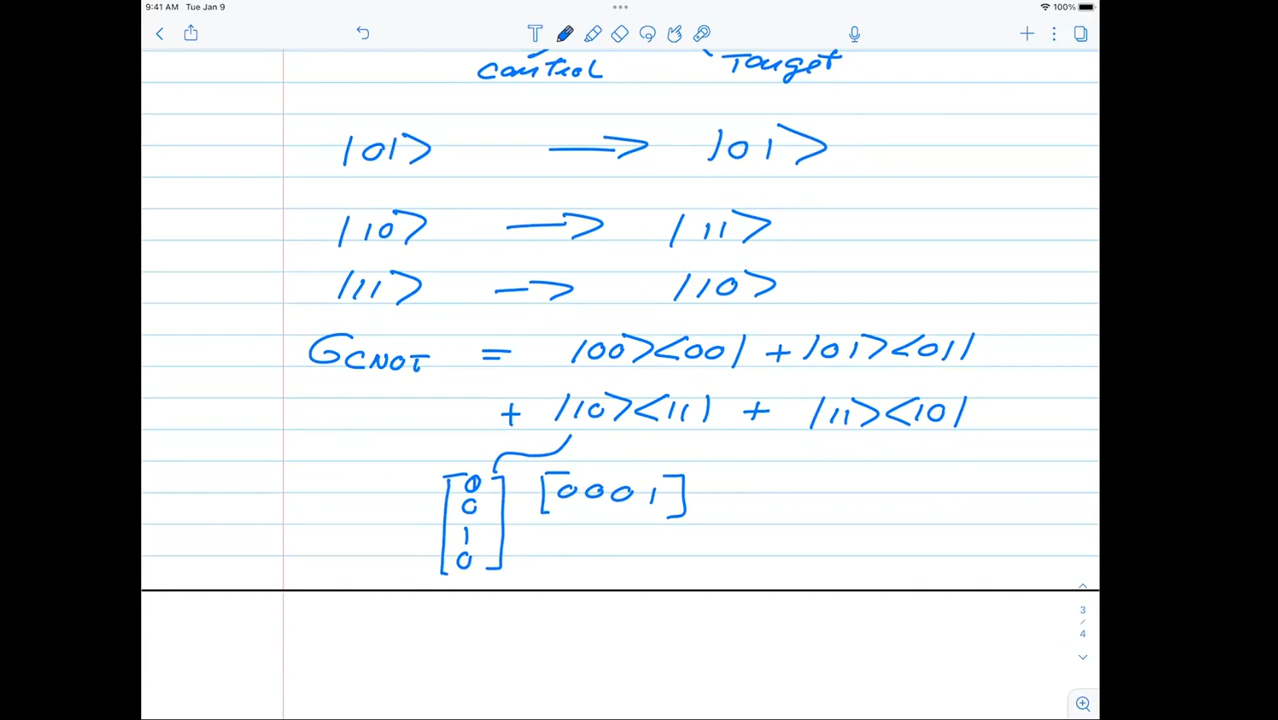 9:41 AM Tue Jan 9
100%
T
control Target
|01> ⟹ |01>
|10> ⟹ |11>
|11> -> |10>
GCNOT = |00><00| + |01><01|
+ |10><11| + |11><10|
[0 0 1 0] [0 0 0 1]
3
/
4